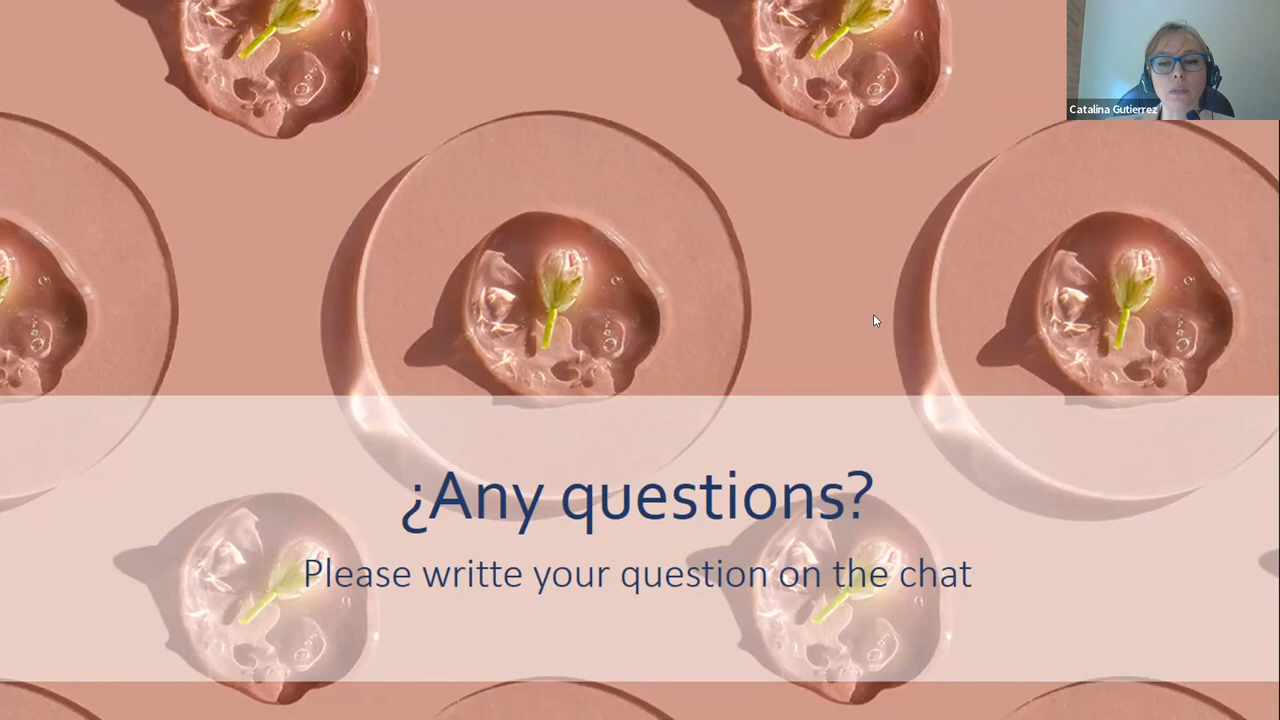 Catalina Gutierrez
¿Any questions?
Please writte your question on the chat